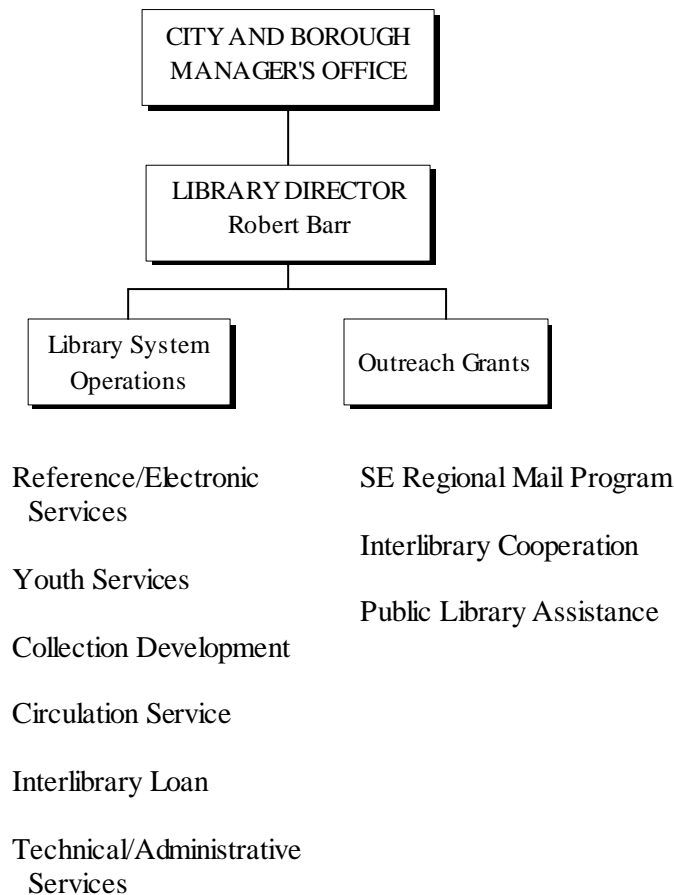 CITY AND BOROUGH
MANAGER'S OFFICE
LIBRARY DIRECTOR
Robert Barr
Library System
Operations
Outreach Grants
Reference/Electronic
Services
Youth Services
Collection Development
Circulation Service
Interlibrary Loan
Technical/Administrative
Services
SE Regional Mail Program
Interlibrary Cooperation
Public Library Assistance